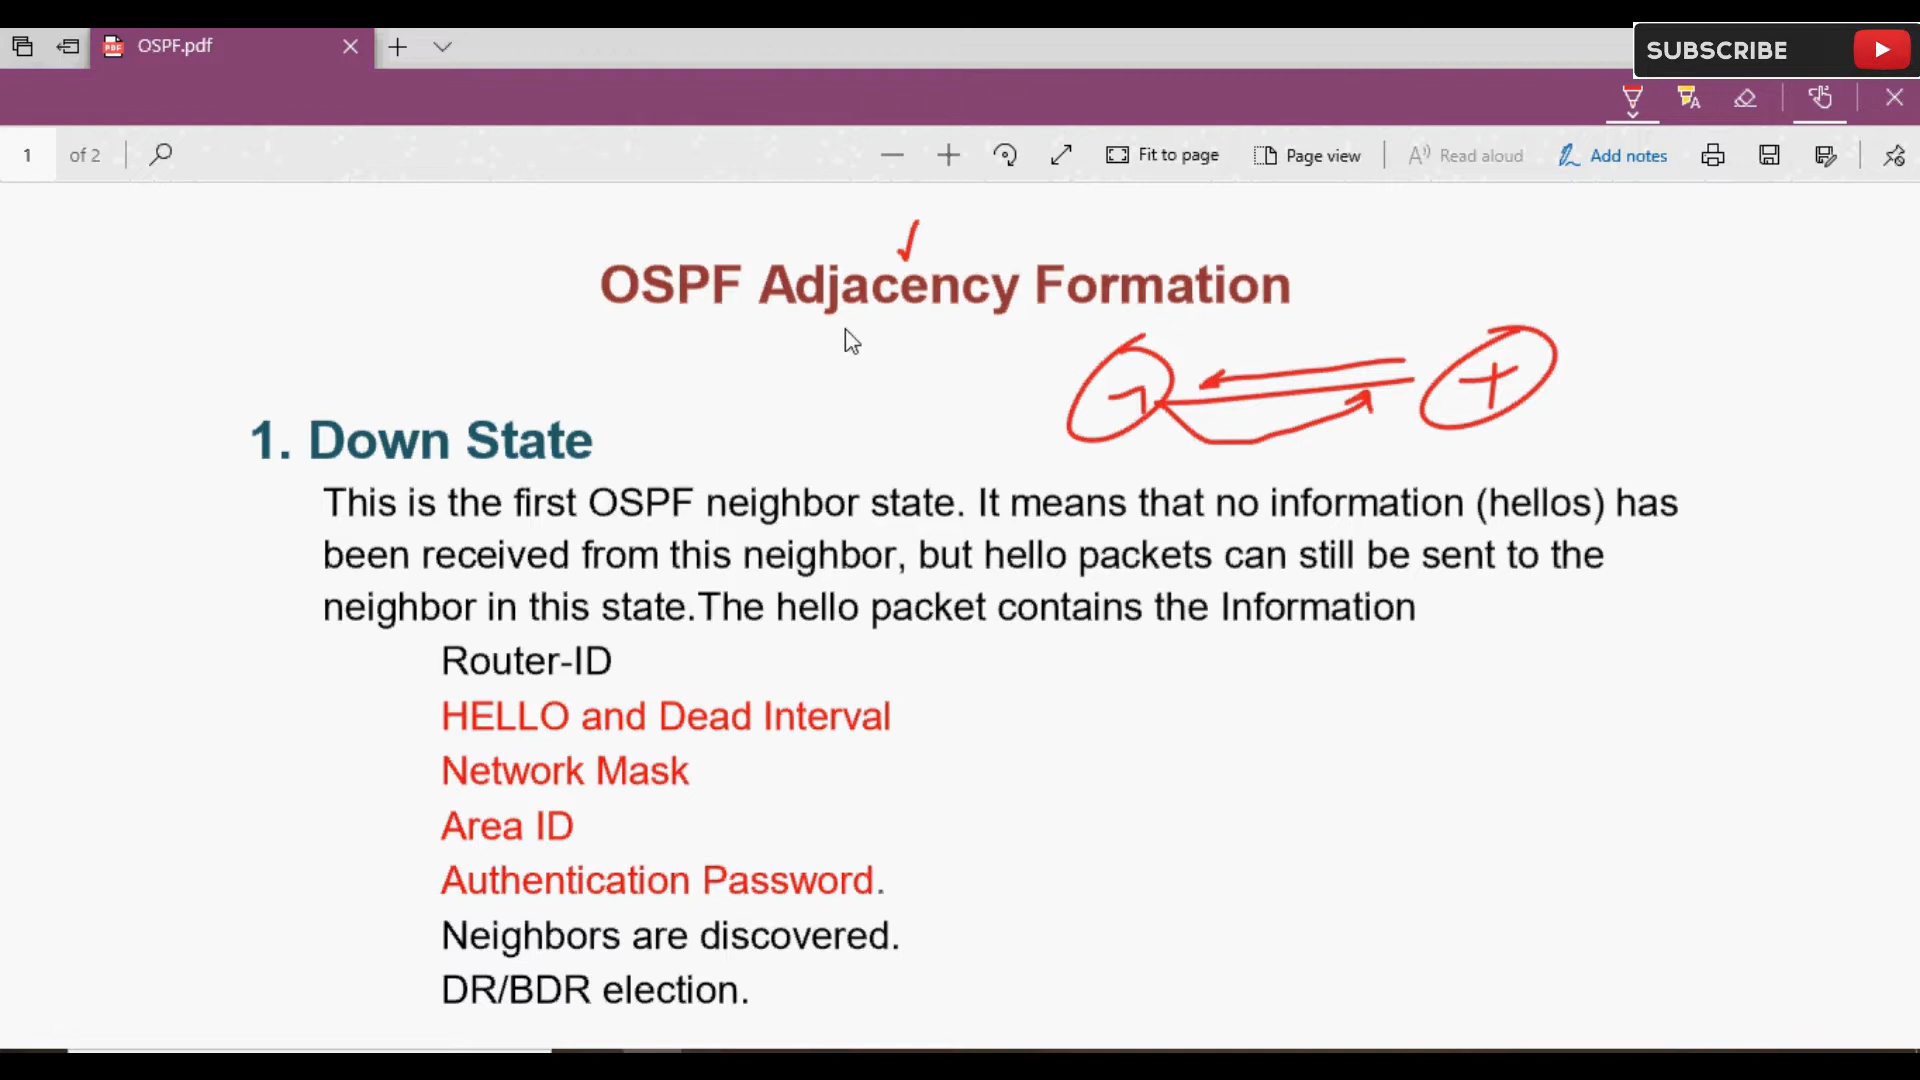 OSPF.pdf
SUBSCRIBE
1 of 2
Fit to page
Page view
Read aloud
Add notes
OSPF Adjacency Formation
1. Down State
This is the first OSPF neighbor state. It means that no information (hellos) has
been received from this neighbor, but hello packets can still be sent to the
neighbor in this state.The hello packet contains the Information
Router-ID
HELLO and Dead Interval
Network Mask
Area ID
Authentication Password.
Neighbors are discovered.
DR/BDR election.